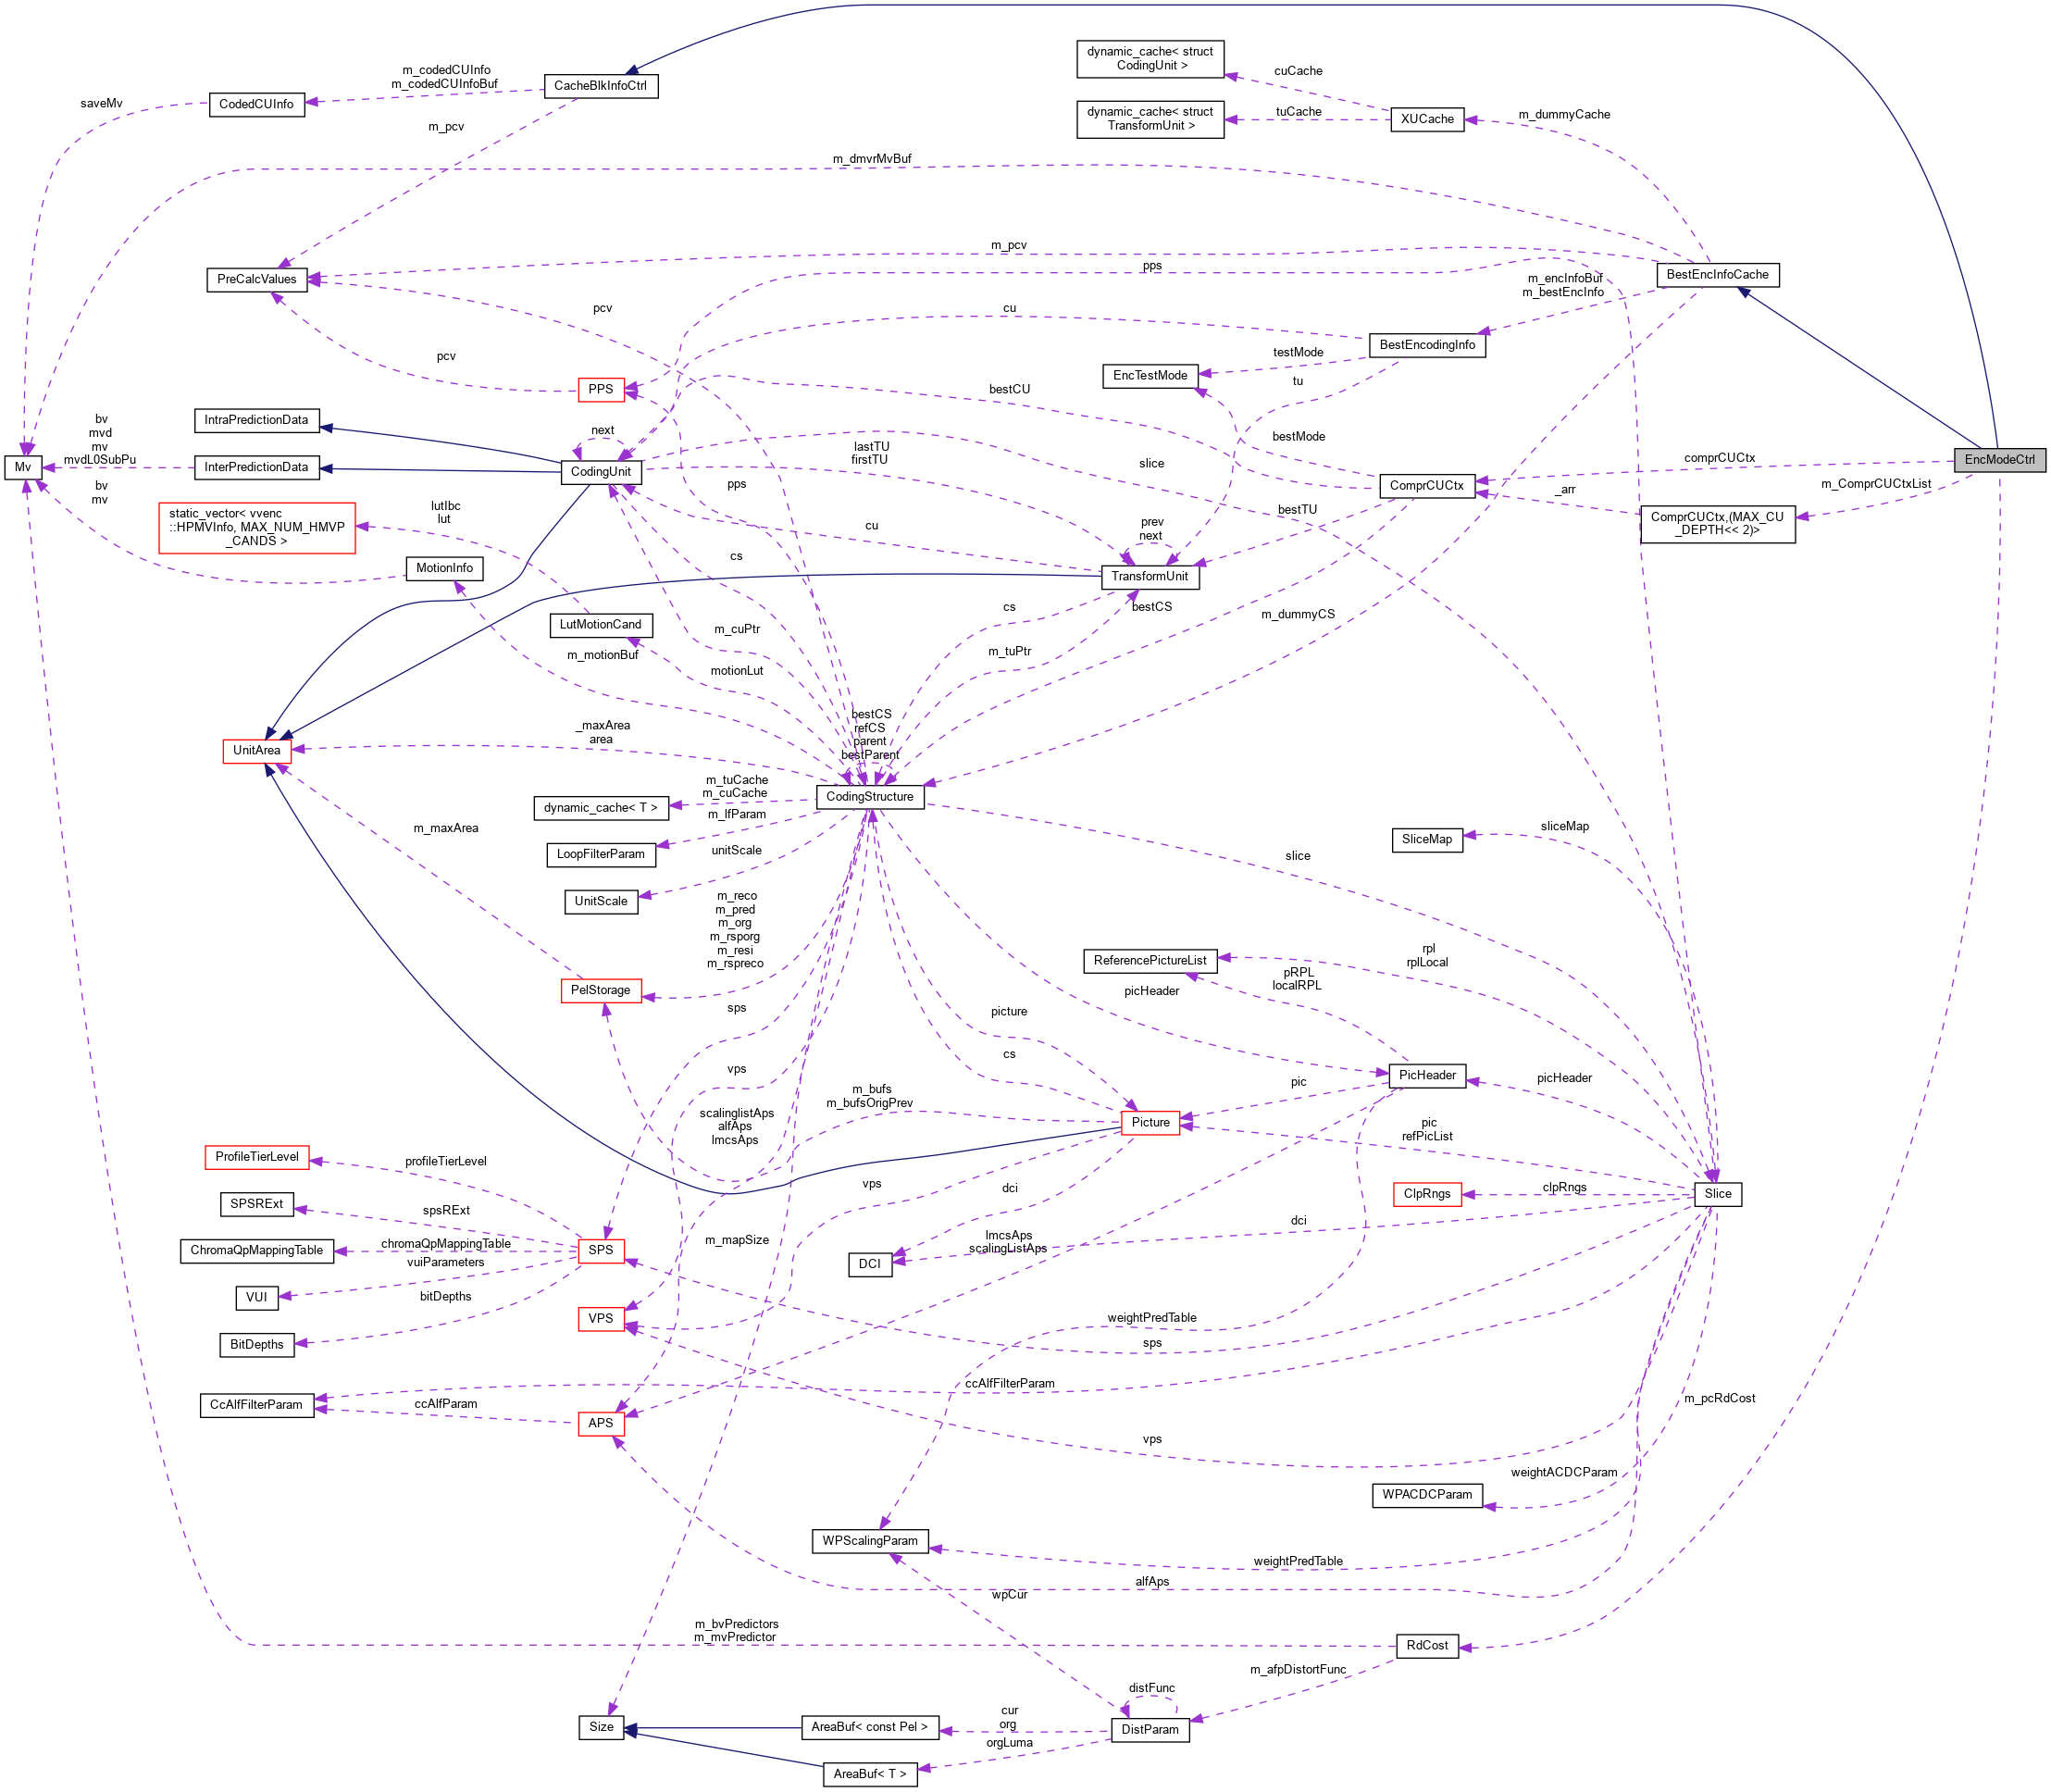 dynamic_cache< struct
CodingUnit >
cuCache
m_codedCUInfo
m_codedCUInfoBuf
CacheBlkInfoCtrl
saveMv
CodedCUInfo
dynamic_cache< struct
TransformUnit >
tuCache
XUCache
m_dummyCache
m_pcv
m_dmvrMvBuf
m_pcv
pps
PreCalcValues
BestEncInfoCache
m_encInfoBuf
m_bestEncInfo
pcv
cu
BestEncodingInfo
pcv
testMode
EncTestMode
tu
PPS
bestCU
IntraPredictionData
bv
mvd
mv
mvdL0SubPu
next
lastTU
firstTU
bestMode
slice
comprCUCtx
EncModeCtrl
Mv
InterPredictionData
CodingUnit
ComprCUCtx
_arr
m_ComprCUCtxList
bv
mv
pps
static_vector< vvenc
::HPMVInfo, MAX_NUM_HMVP
_CANDS >
lutIbc
lut
bestTU
ComprCUCtx,(MAX_CU
_DEPTH<< 2)>
cu
prev
next
cs
MotionInfo
TransformUnit
LutMotionCand
cs
bestCS
m_dummyCS
m_cuPtr
m_motionBuf
motionLut
m_tuPtr
_maxArea
area
bestCS
refCS
parent
bestParent
UnitArea
m_tuCache
m_cuCache
dynamic_cache< T >
CodingStructure
m_lfParam
m_maxArea
sliceMap
SliceMap
LoopFilterParam
unitScale
slice
UnitScale
m_reco
m_pred
m_org
m_rsporg
m_resi
m_rspreco
ReferencePictureList
rpl
rplLocal
pRPL
localRPL
PelStorage
picHeader
sps
picture
cs
vps
PicHeader
picHeader
pic
m_bufs
m_bufsOrigPrev
scalinglistAps
alfAps
lmcsAps
Picture
pic
refPicList
ProfileTierLevel
profileTierLevel
vps
dci
ClpRngs
clpRngs
Slice
SPSRExt
spsRExt
dci
ChromaQpMappingTable
chromaQpMappingTable
SPS
m_mapSize
lmcsAps
scalingListAps
vuiParameters
DCI
VUI
bitDepths
VPS
weightPredTable
sps
BitDepths
ccAlfFilterParam
CcAlfFilterParam
ccAlfParam
APS
m_pcRdCost
vps
weightACDCParam
WPACDCParam
WPScalingParam
weightPredTable
alfAps
wpCur
m_bvPredictors
m_mvPredictor
RdCost
m_afpDistortFunc
distFunc
Size
AreaBuf< const Pel >
cur
org
DistParam
orgLuma
AreaBuf< T >